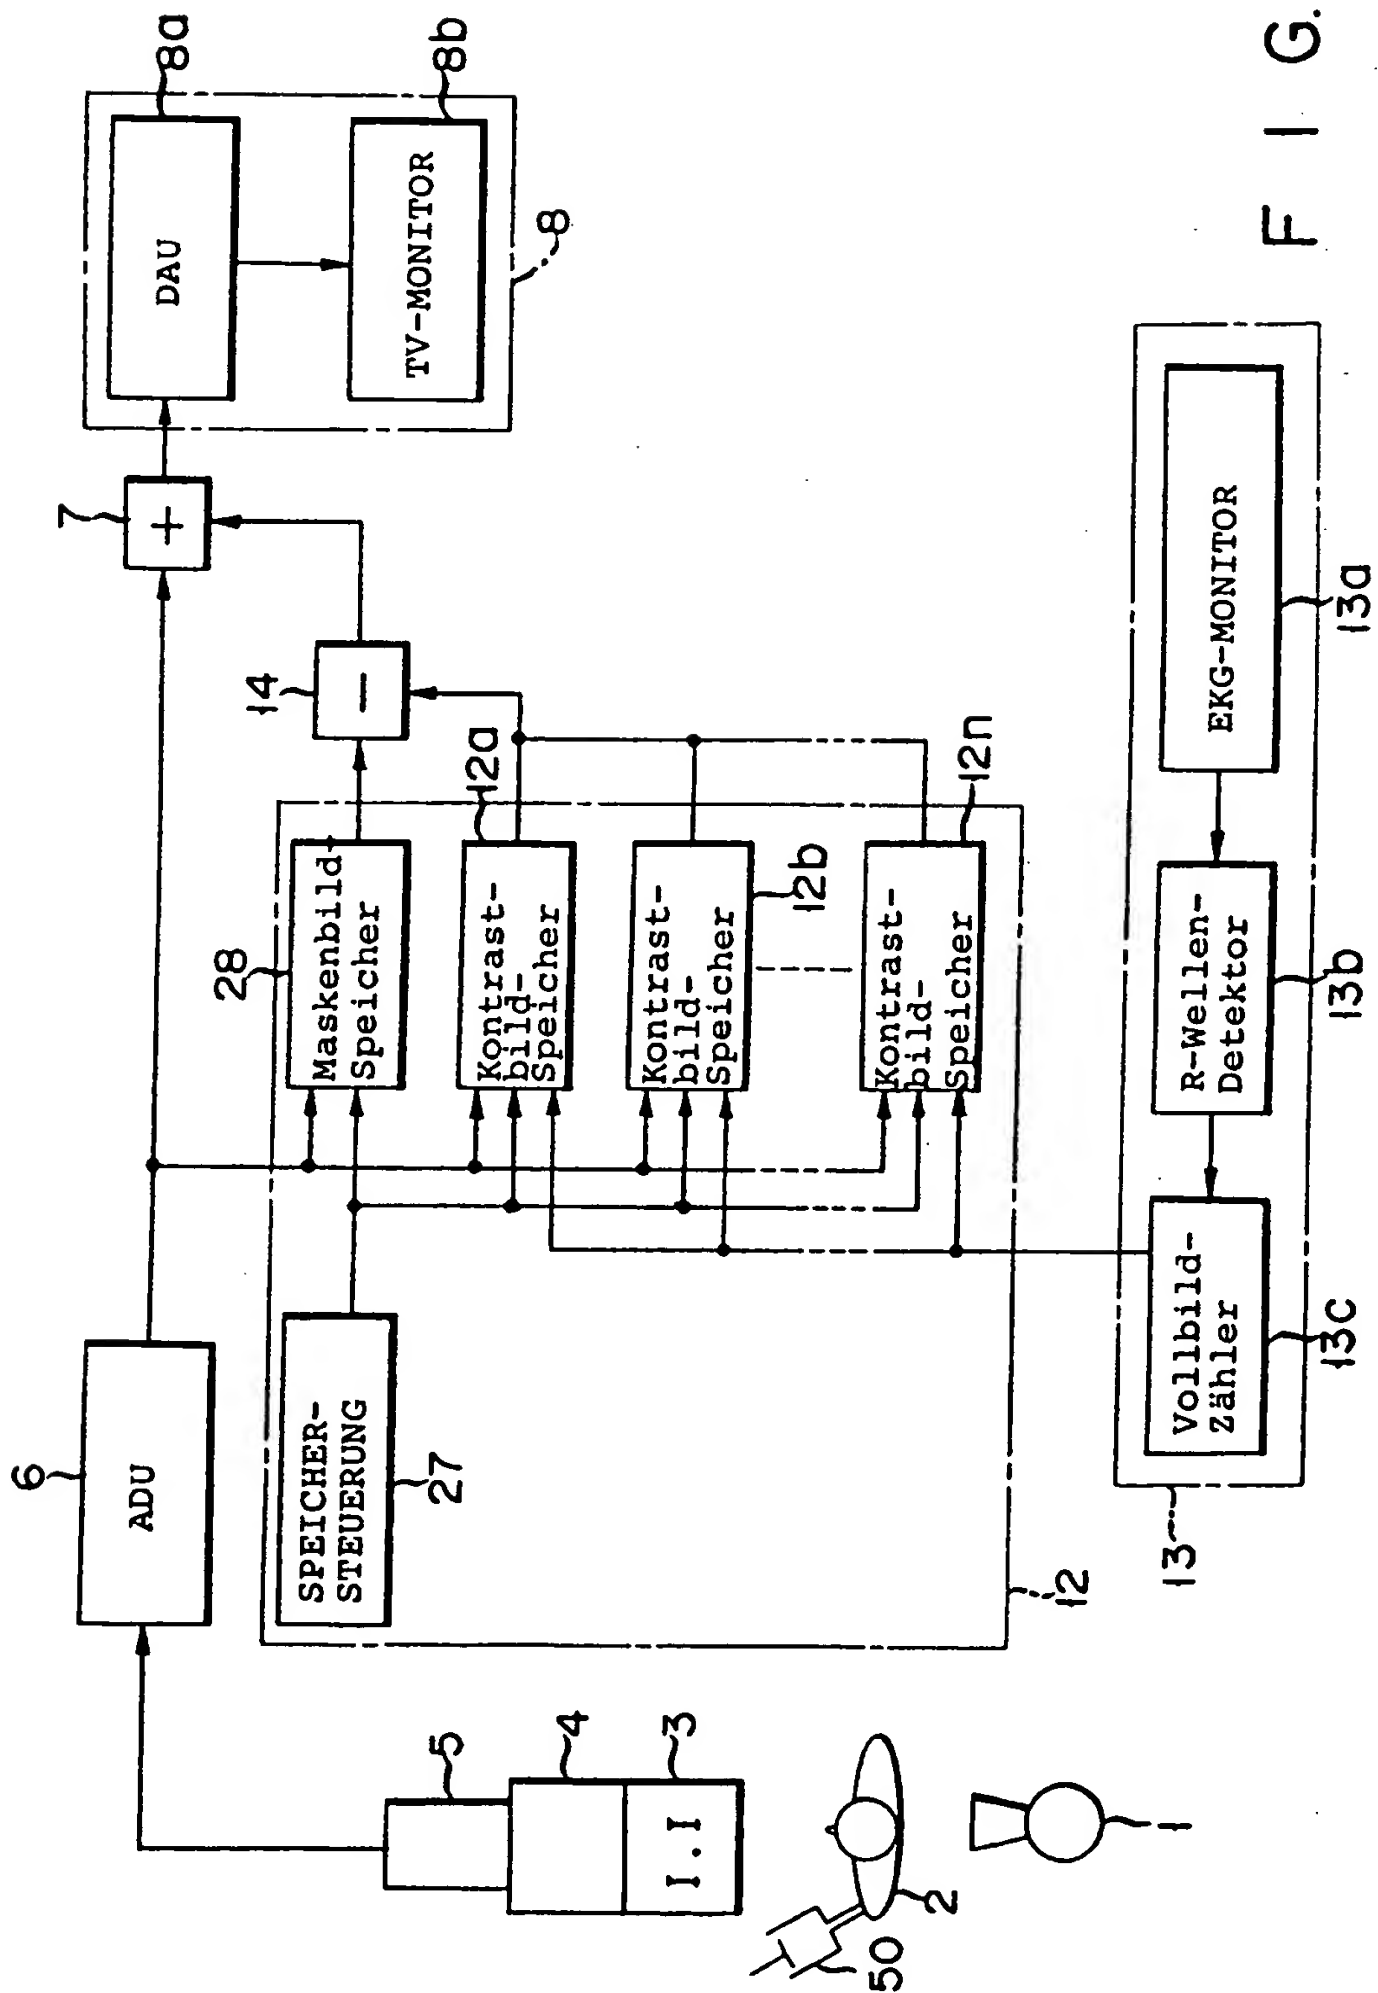 6
ADU
7
+
8a
DAU
8b
TV-MONITOR
8
5
4
3
I.I
2
50
1
SPEICHER-
STEUERUNG
27
28
Maskenbild-
Speicher
14
−
12a
Kontrast-
bild-
Speicher
12b
Kontrast-
bild-
Speicher
12n
Kontrast-
bild-
Speicher
12
13
Vollbild-
Zähler
13c
R-Wellen-
Detektor
13b
EKG-MONITOR
13a
FIG.